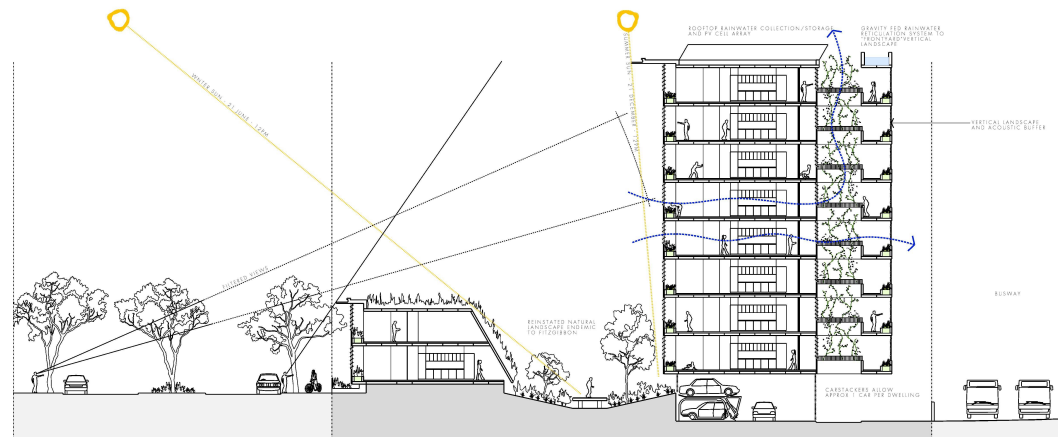 ROOFTOP RAINWATER COLLECTION/STORAGE
AND PV CELL ARRAY
GRAVITY FED RAINWATER
RETICULATION SYSTEM TO
"FRONTYARD"VERTICAL
LANDSCAPE
WINTER SUN - 21 JUNE - 12PM
SUMMER SUN - 21 DECEMBER - 12PM
VERTICAL LANDSCAPE
AND ACOUSTIC BUFFER
FILTERED VIEWS
REINSTATED NATURAL
LANDSCAPE ENDEMIC
TO FITZGIBBON
BUSWAY
CARSTACKERS ALLOW
APPROX 1 CAR PER DWELLING